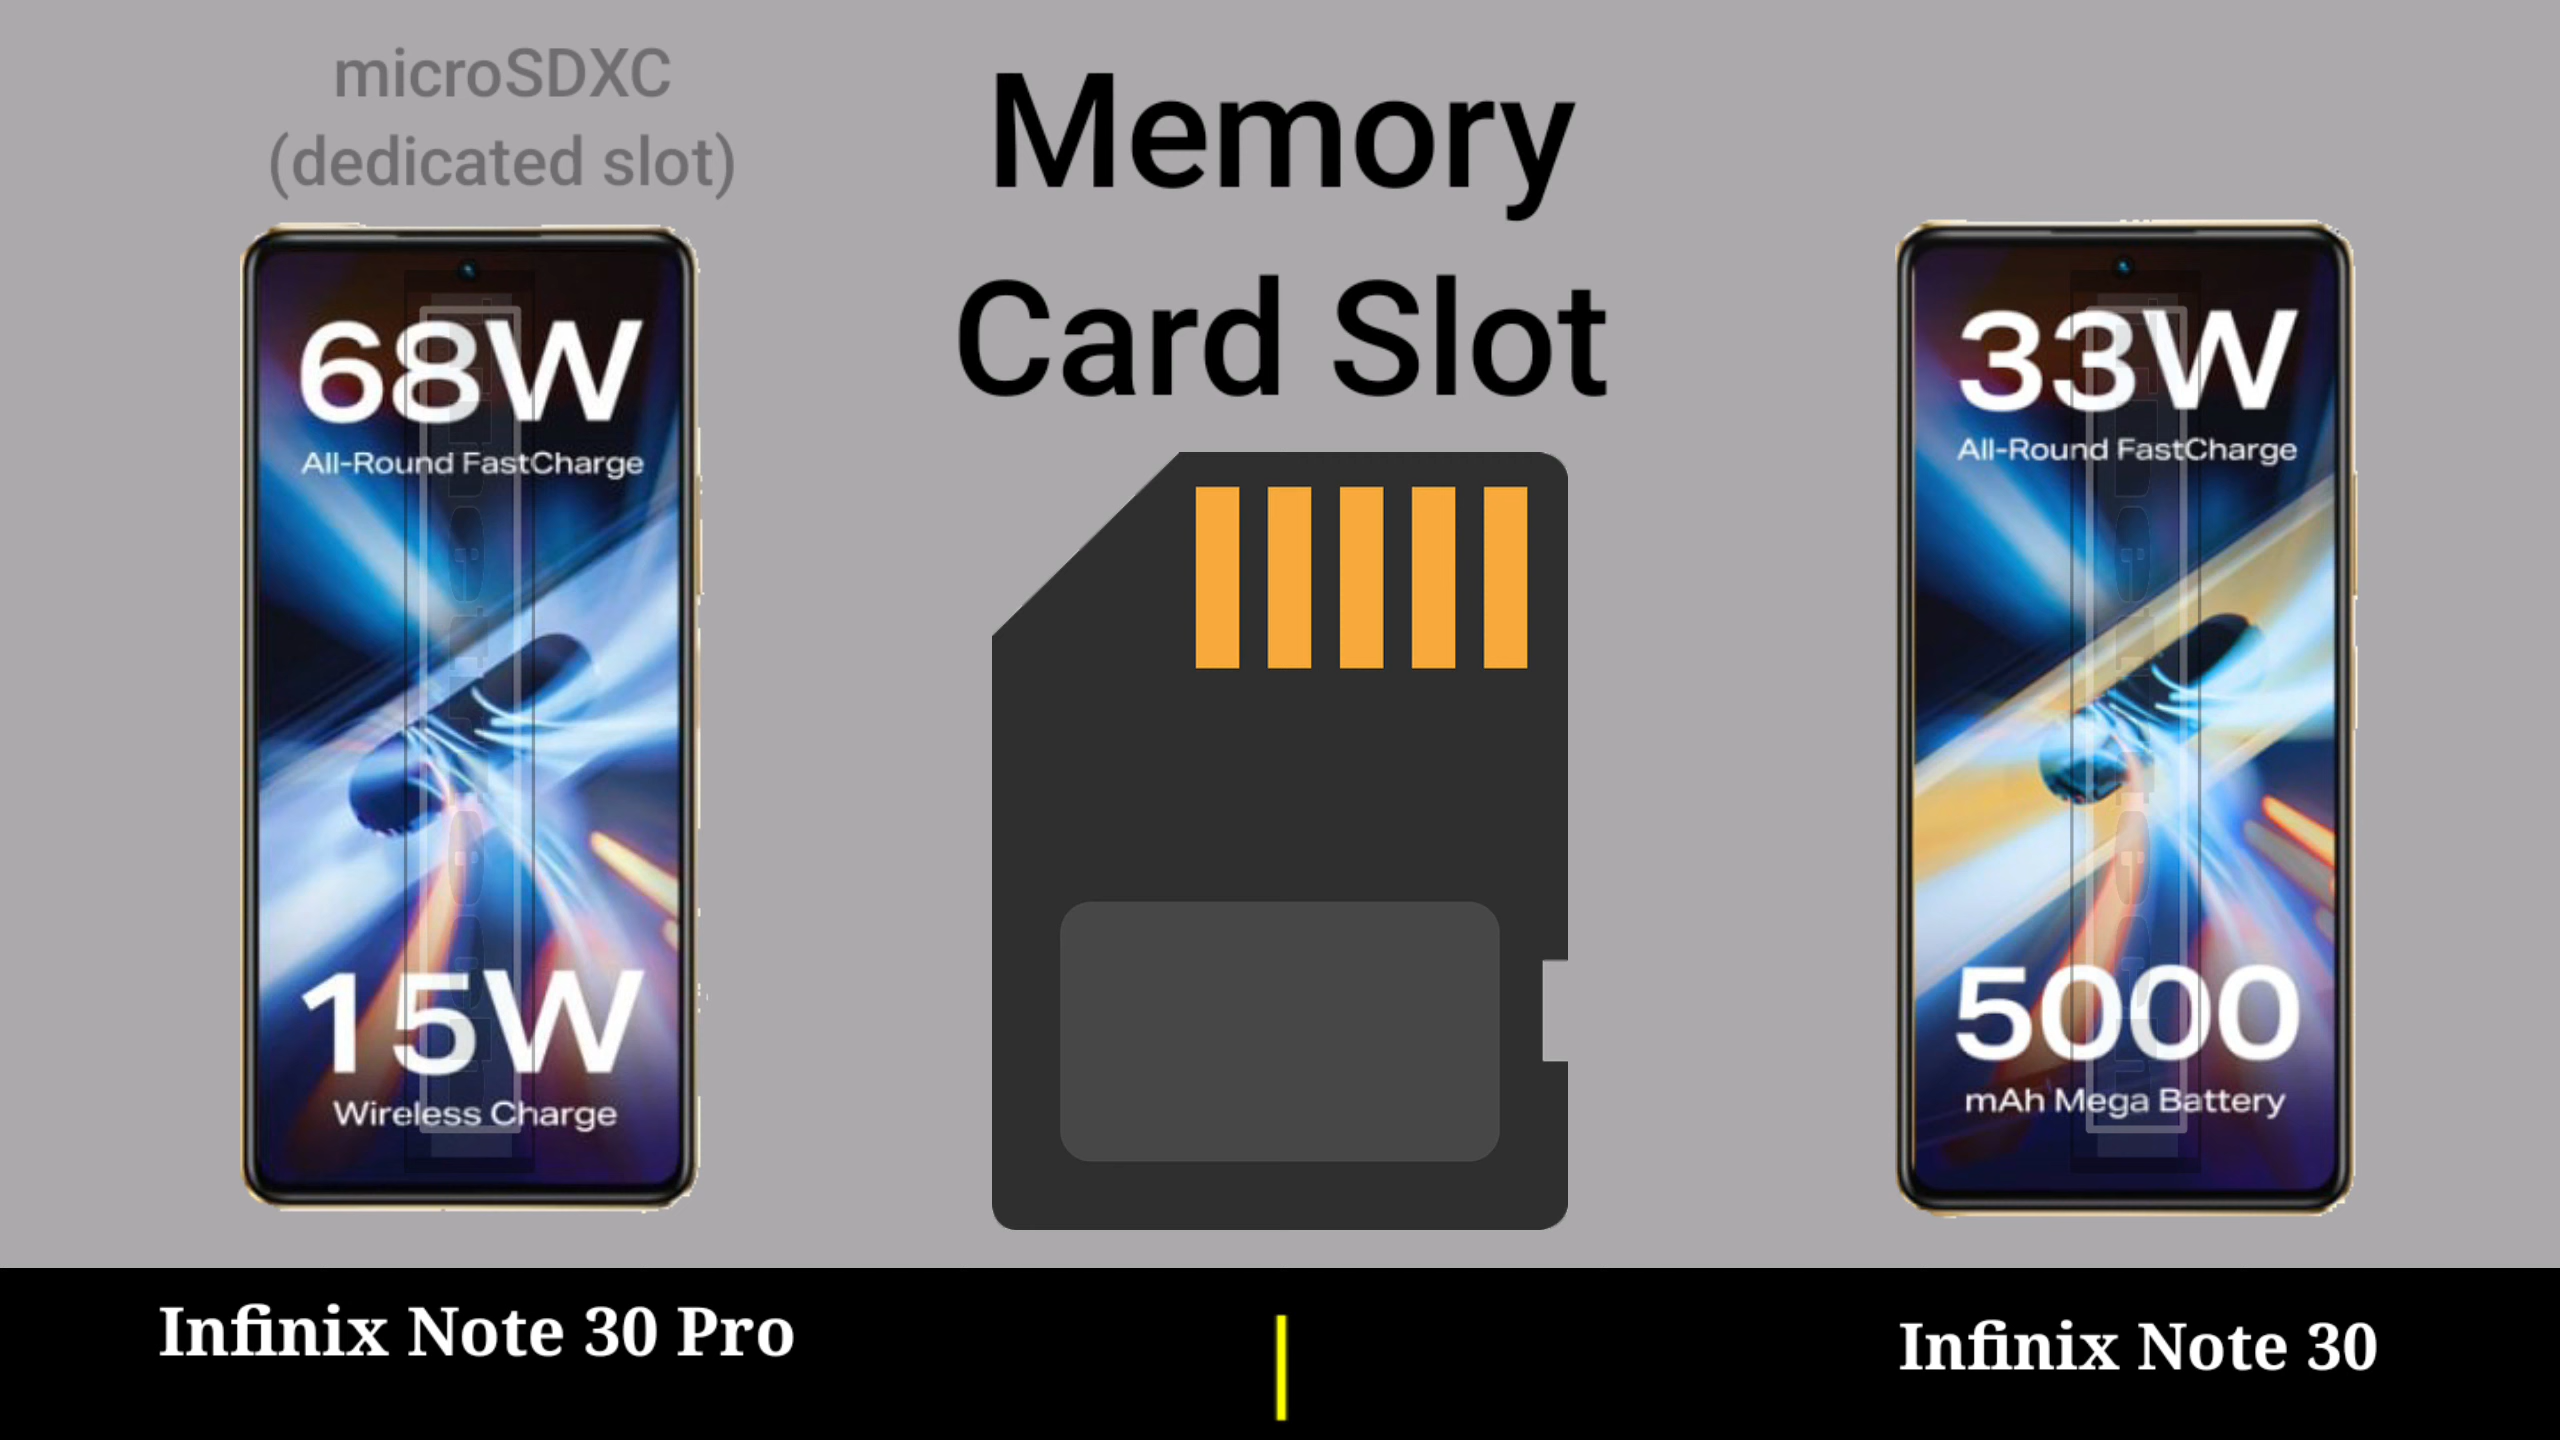 microSDXC
(dedicated slot)
Memory
Card Slot
68W
All-Round FastCharge
15W
Wireless Charge
33W
All-Round FastCharge
5000
mAh Mega Battery
Infinix Note 30 Pro
Infinix Note 30